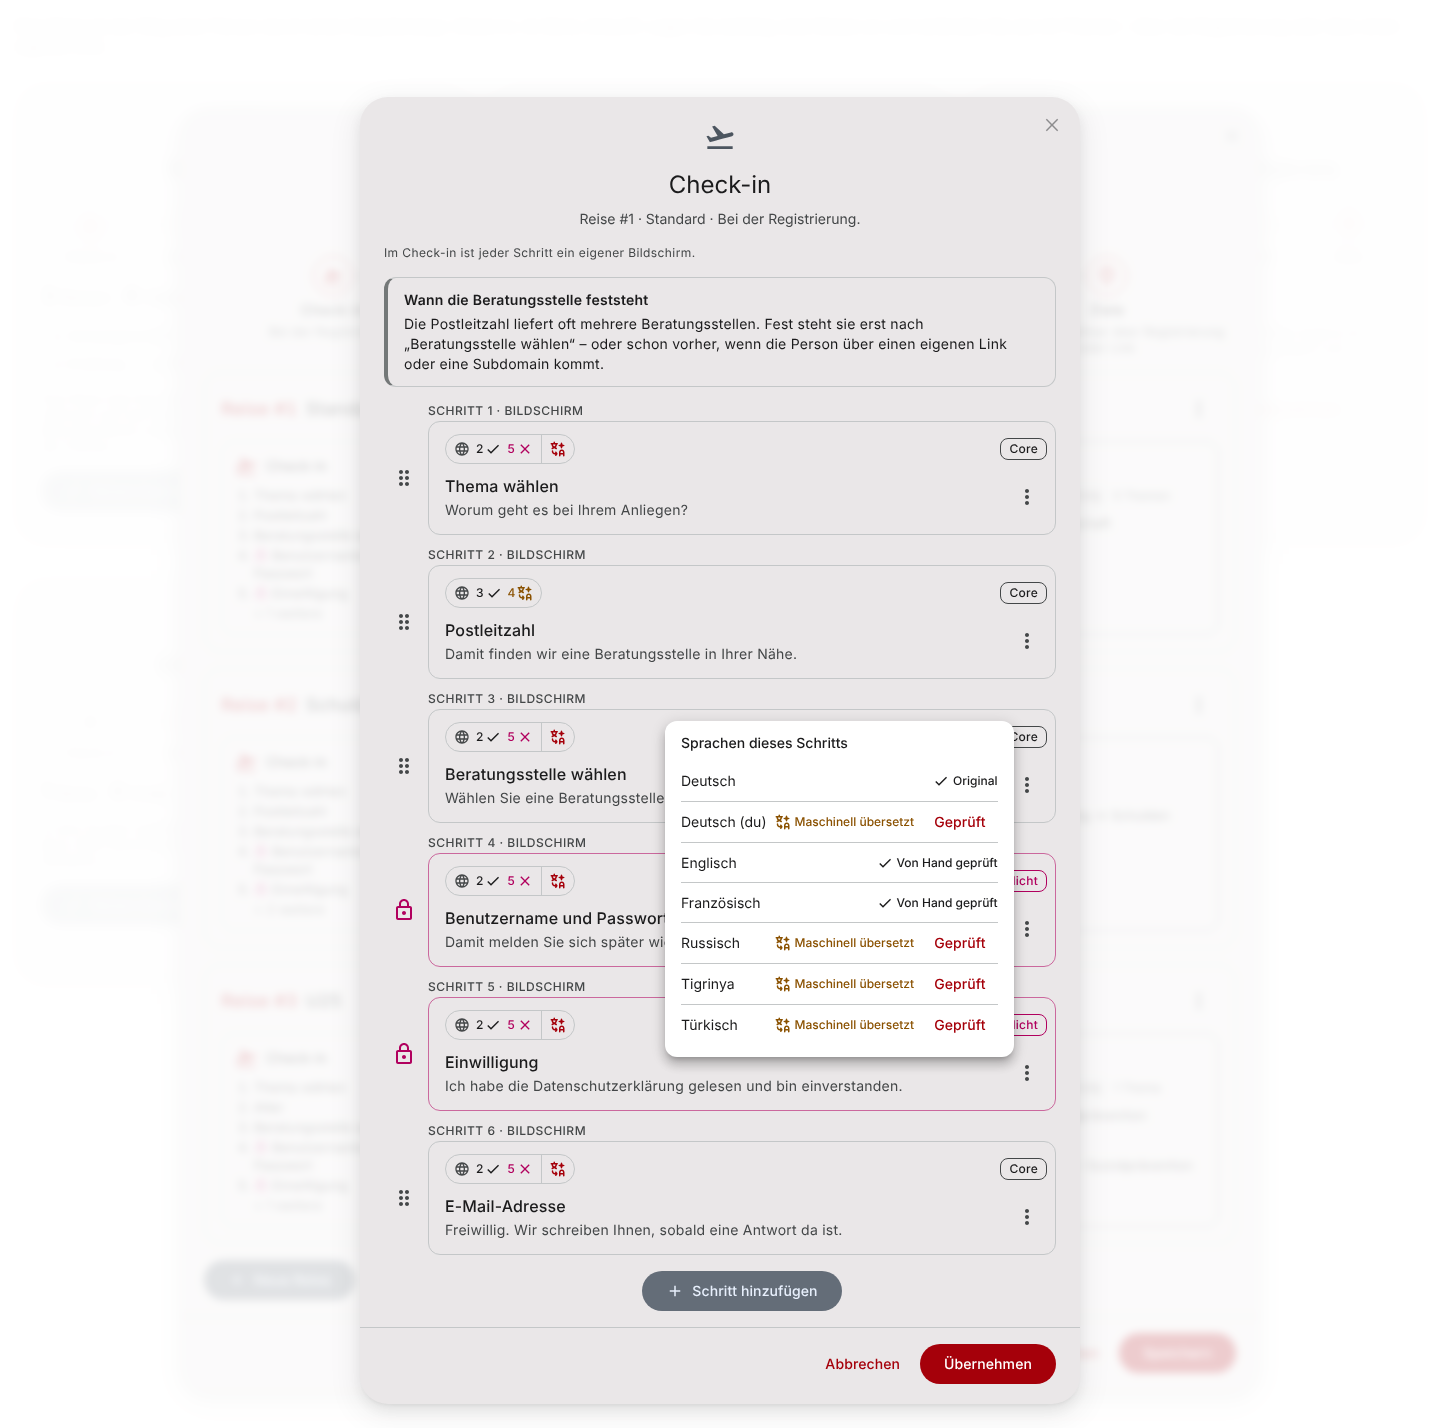 Check-in
Reise #1 · Standard · Bei der Registrierung.
Im Check-in ist jeder Schritt ein eigener Bildschirm.
Wann die Beratungsstelle feststeht
Die Postleitzahl liefert oft mehrere Beratungsstellen. Fest steht sie erst nach
„Beratungsstelle wählen“ – oder schon vorher, wenn die Person über einen eigenen Link
oder eine Subdomain kommt.
SCHRITT 1 · BILDSCHIRM
2 5 Core
Thema wählen
Worum geht es bei Ihrem Anliegen?
SCHRITT 2 · BILDSCHIRM
3 4 Core
Postleitzahl
Damit finden wir eine Beratungsstelle in Ihrer Nähe.
SCHRITT 3 · BILDSCHIRM
2 5 Core
Beratungsstelle wählen
Wählen Sie eine Beratungsstelle
SCHRITT 4 · BILDSCHIRM
2 5
Benutzername und Passwort
Damit melden Sie sich später
SCHRITT 5 · BILDSCHIRM
2 5
Einwilligung
Ich habe die Datenschutzerklärung gelesen und bin einverstanden.
SCHRITT 6 · BILDSCHIRM
2 5 Core
E-Mail-Adresse
Freiwillig. Wir schreiben Ihnen, sobald eine Antwort da ist.
Sprachen dieses Schritts
Deutsch Original
Deutsch (du) Maschinell übersetzt Geprüft
Englisch Von Hand geprüft
Französisch Von Hand geprüft
Russisch Maschinell übersetzt Geprüft
Tigrinya Maschinell übersetzt Geprüft
Türkisch Maschinell übersetzt Geprüft
Schritt hinzufügen
Abbrechen Übernehmen